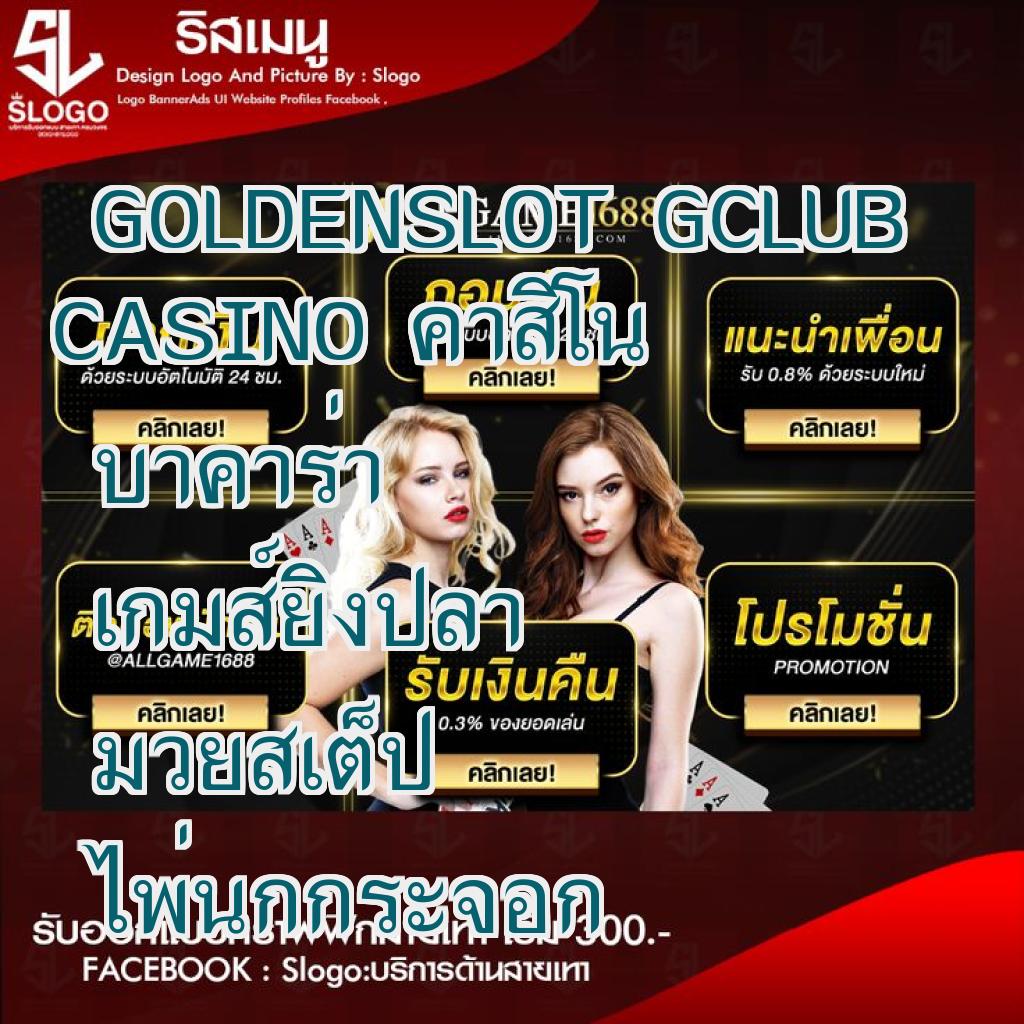 ริสเมนู
Design Logo And Picture By : Slogo
Logo BannerAds UI Website Profiles Facebook .
SLOGO
GOLDENSLOT GCLUB
CASINO คาสิโน
บาคาร่า
เกมส์ยิงปลา
มวยสเต็ป
ไพ่นกกระจอก
ด้วยระบบอัตโนมัติ 24 ชม.
คลิกเลย!
คลิกเลย!
แนะนำเพื่อน
รับ 0.8% ด้วยระบบใหม่
คลิกเลย!
@ALLGAME1688
คลิกเลย!
รับเงินคืน
0.3% ของยอดเล่น
คลิกเลย!
โปรโมชั่น
PROMOTION
คลิกเลย!
300.-
FACEBOOK : Slogo:บริการด้านสายเทา